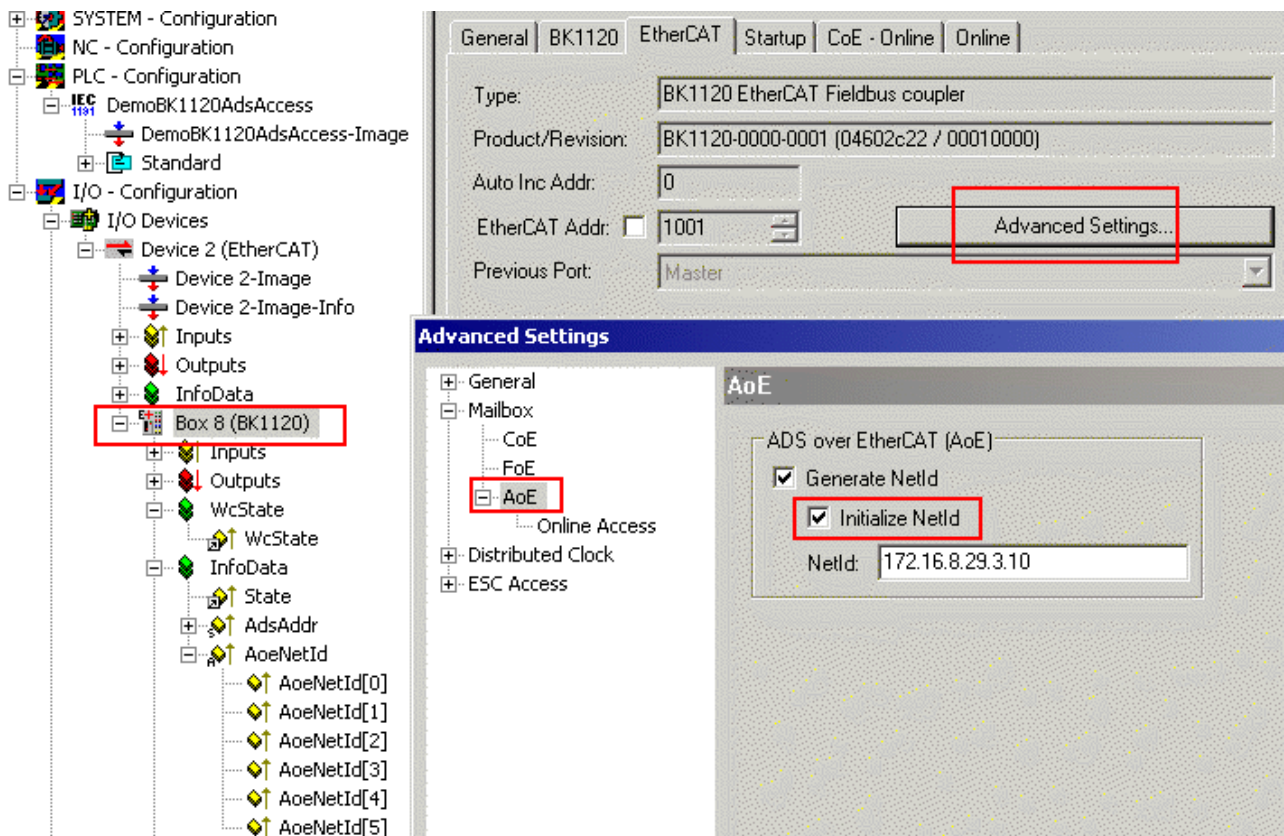 SYSTEM - Configuration
NC - Configuration
PLC - Configuration
IEC
1131
DemoBK1120AdsAccess
DemoBK1120AdsAccess-Image
Standard
I/O - Configuration
I/O Devices
Device 2 (EtherCAT)
Device 2-Image
Device 2-Image-Info
Inputs
Outputs
InfoData
Box 8 (BK1120)
Inputs
Outputs
WcState
WcState
InfoData
State
AdsAddr
AoeNetId
AoeNetId[0]
AoeNetId[1]
AoeNetId[2]
AoeNetId[3]
AoeNetId[4]
AoeNetId[5]
General BK1120 EtherCAT Startup CoE - Online Online
Type: BK1120 EtherCAT Fieldbus coupler
Product/Revision: BK1120-0000-0001 (04602c22 / 00010000)
Auto Inc Addr: 0
EtherCAT Addr: 1001 Advanced Settings...
Previous Port: Master
Advanced Settings
General
Mailbox
CoE
FoE
AoE
Online Access
Distributed Clock
ESC Access
AoE
ADS over EtherCAT (AoE)
Generate NetId
Initialize NetId
NetId: 172.16.8.29.3.10